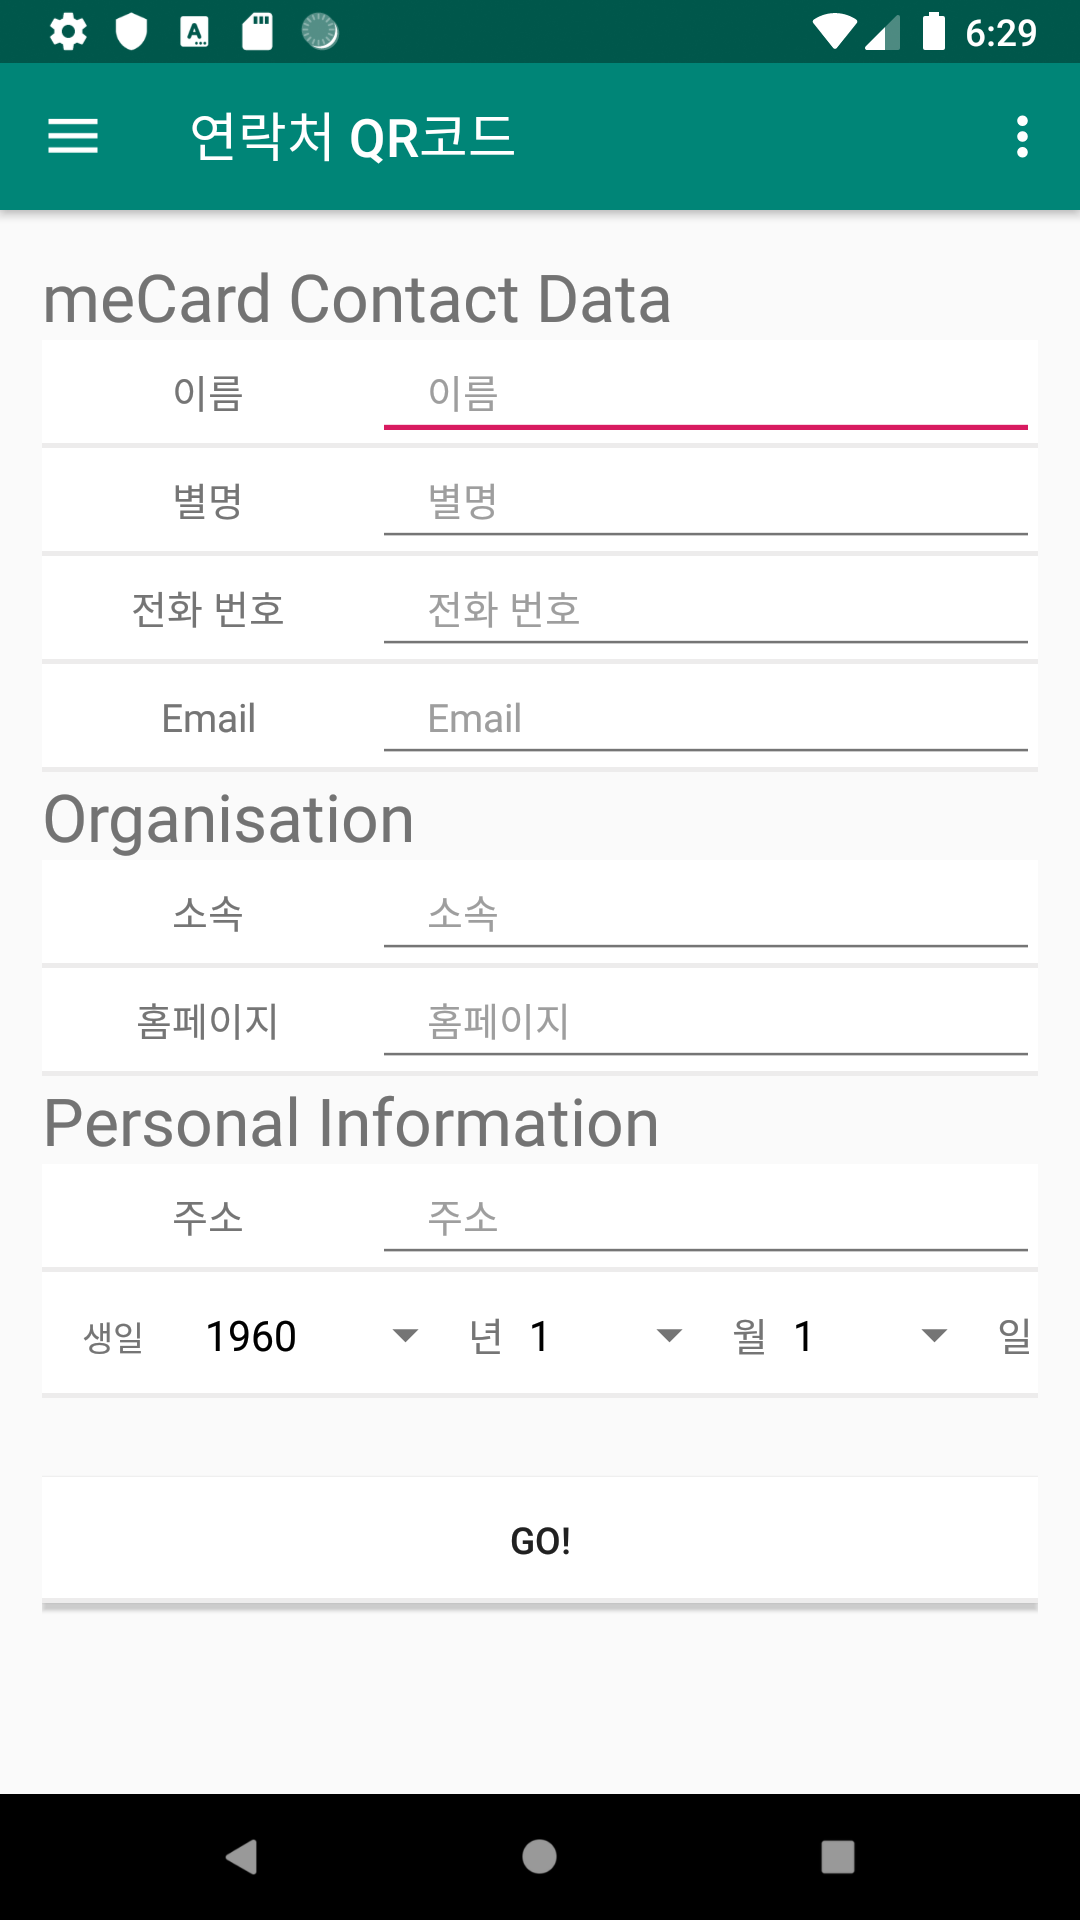 6:29
연락처 QR코드
meCard Contact Data
이름 이름
별명 별명
전화 번호 전화 번호
Email Email
Organisation
소속 소속
홈페이지 홈페이지
Personal Information
주소 주소
생일 1960 년 1 월 1 일
GO!